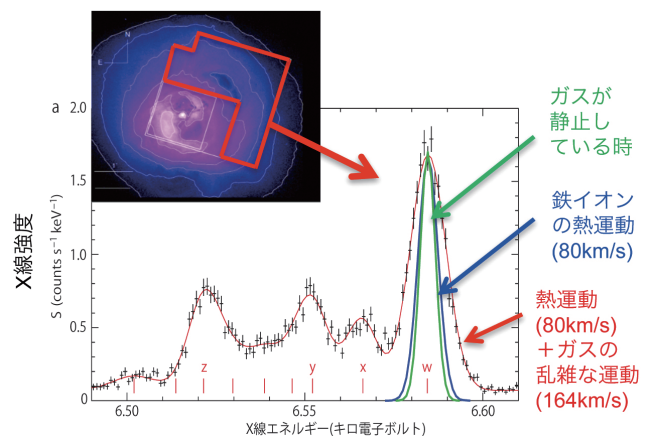 N
E
a
2.0
1.5
1.0
0.5
0
X線強度
S (counts s⁻¹ keV⁻¹)
z
y
x
w
6.50
6.55
6.60
X線エネルギー(キロ電子ボルト)
ガスが
静止し
ている時
鉄イオン
の熱運動
(80km/s)
熱運動
(80km/s)
＋ガスの
乱雑な運動
(164km/s)